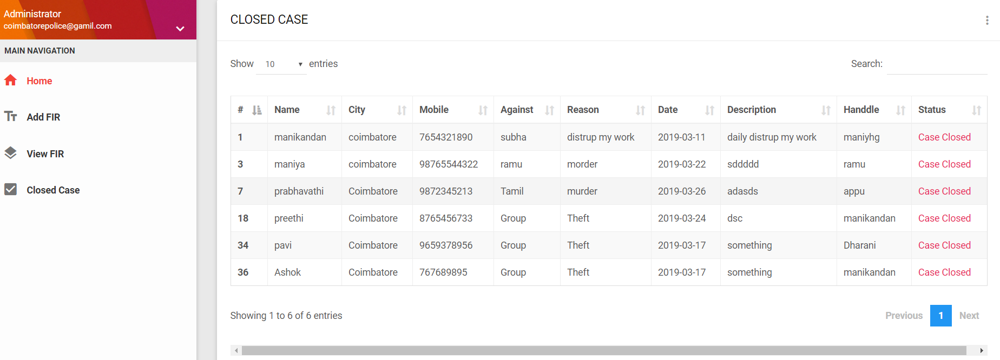 Administrator
coimbatorepolice@gamil.com
MAIN NAVIGATION
Home
Add FIR
View FIR
Closed Case
CLOSED CASE
Show 10 entries
Search:
# Name City Mobile Against Reason Date Description Handdle Status
1 manikandan coimbatore 7654321890 subha distrup my work 2019-03-11 daily distrup my work maniyhg Case Closed
3 maniya coimbatore 98765544322 ramu morder 2019-03-22 sddddd ramu Case Closed
7 prabhavathi Coimbatore 9872345213 Tamil murder 2019-03-26 adasds appu Case Closed
18 preethi Coimbatore 8765456733 Group Theft 2019-03-24 dsc manikandan Case Closed
34 pavi Coimbatore 9659378956 Group Theft 2019-03-17 something Dharani Case Closed
36 Ashok Coimbatore 767689895 Group Theft 2019-03-17 something manikandan Case Closed
Showing 1 to 6 of 6 entries
Previous 1 Next